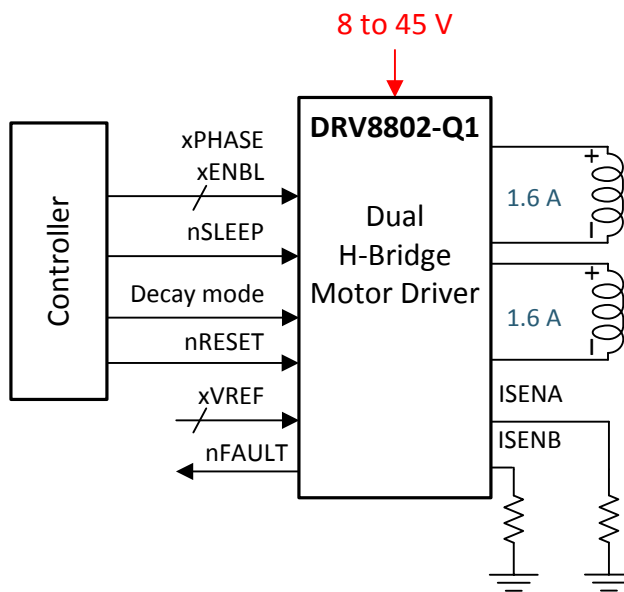 8 to 45 V
DRV8802-Q1
Dual
H-Bridge
Motor Driver
Controller
xPHASE
xENBL
nSLEEP
Decay mode
nRESET
xVREF
nFAULT
+
1.6 A
+
1.6 A
ISENA
ISENB